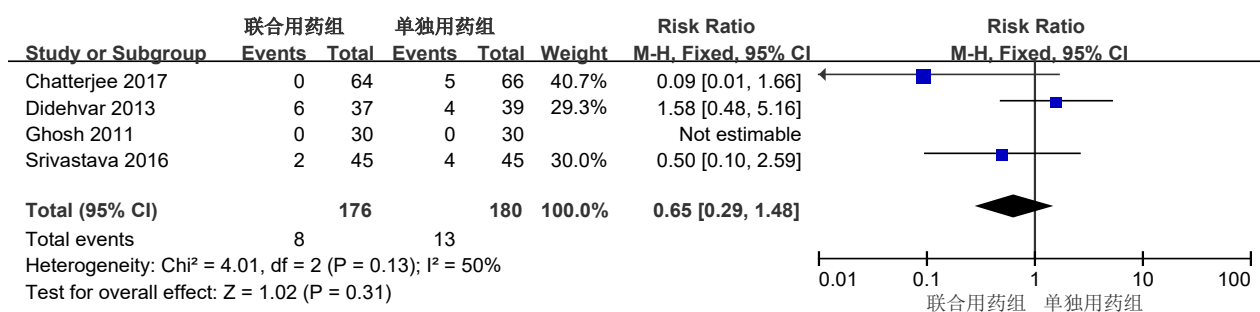 联合用药组 单独用药组 Risk Ratio Risk Ratio
Study or Subgroup Events Total Events Total Weight M-H, Fixed, 95% CI M-H, Fixed, 95% CI
Chatterjee 2017 0 64 5 66 40.7% 0.09 [0.01, 1.66]
Didehvar 2013 6 37 4 39 29.3% 1.58 [0.48, 5.16]
Ghosh 2011 0 30 0 30 Not estimable
Srivastava 2016 2 45 4 45 30.0% 0.50 [0.10, 2.59]
Total (95% CI) 176 180 100.0% 0.65 [0.29, 1.48]
Total events 8 13
Heterogeneity: Chi² = 4.01, df = 2 (P = 0.13); I² = 50%
Test for overall effect: Z = 1.02 (P = 0.31)
0.01 0.1 1 10 100
联合用药组 单独用药组